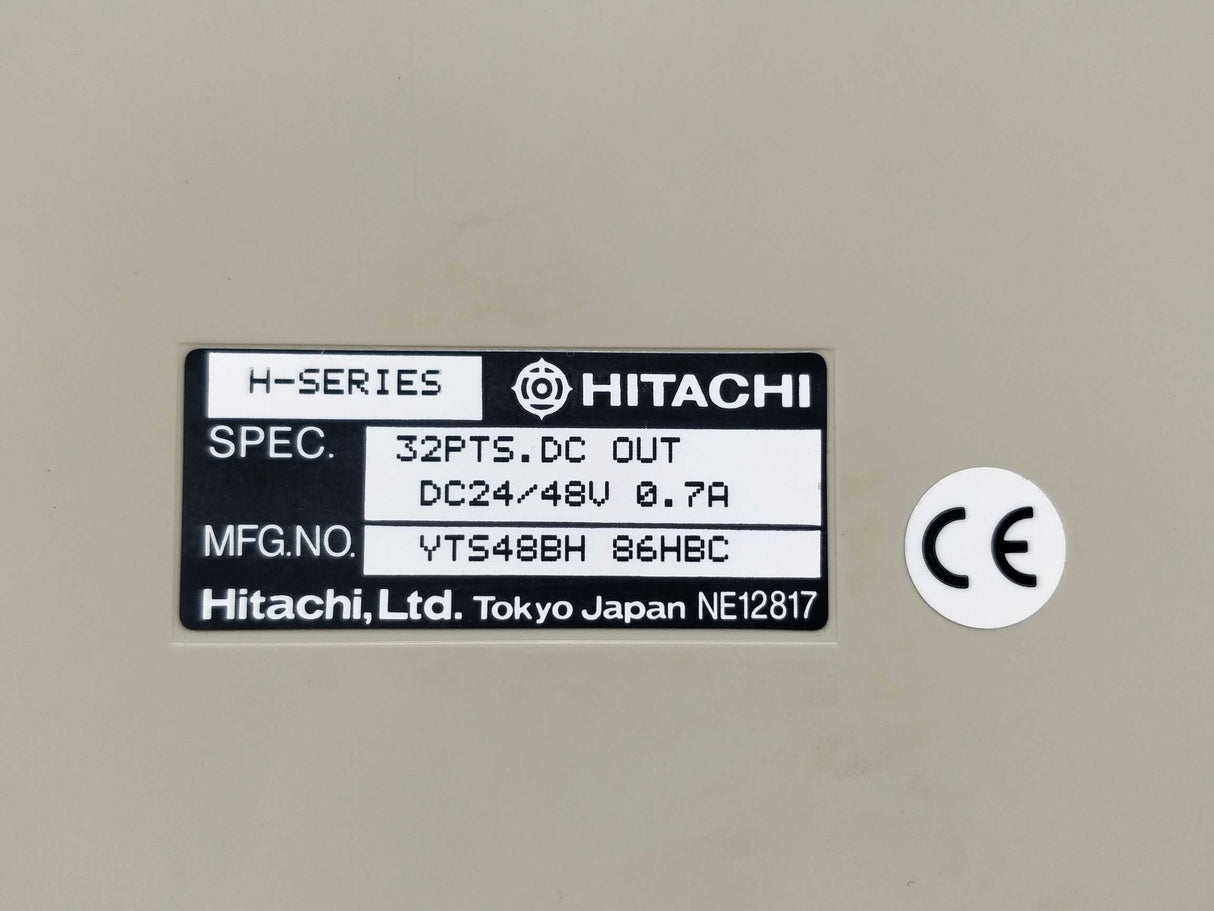 H-SERIES HITACHI
SPEC. 32PTS.DC OUT
DC24/48V 0.7A
MFG.NO. YTS48BH 86HBC
Hitachi, Ltd. Tokyo Japan NE12817
CE